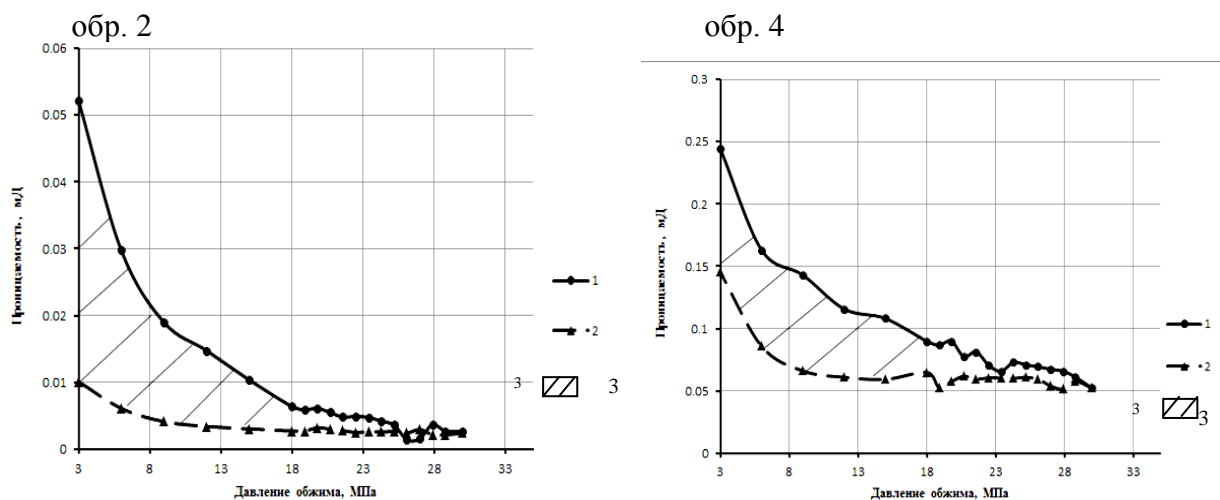 обр. 2
0.06
0.05
0.04
0.03
0.02
0.01
0
3 8 13 18 23 28 33
Проницаемость, мД
Давление обжима, МПа
1
2
3 3
обр. 4
0.3
0.25
0.2
0.15
0.1
0.05
0
3 8 13 18 23 28 33
Проницаемость, мД
Давление обжима, МПа
1
2
3 3